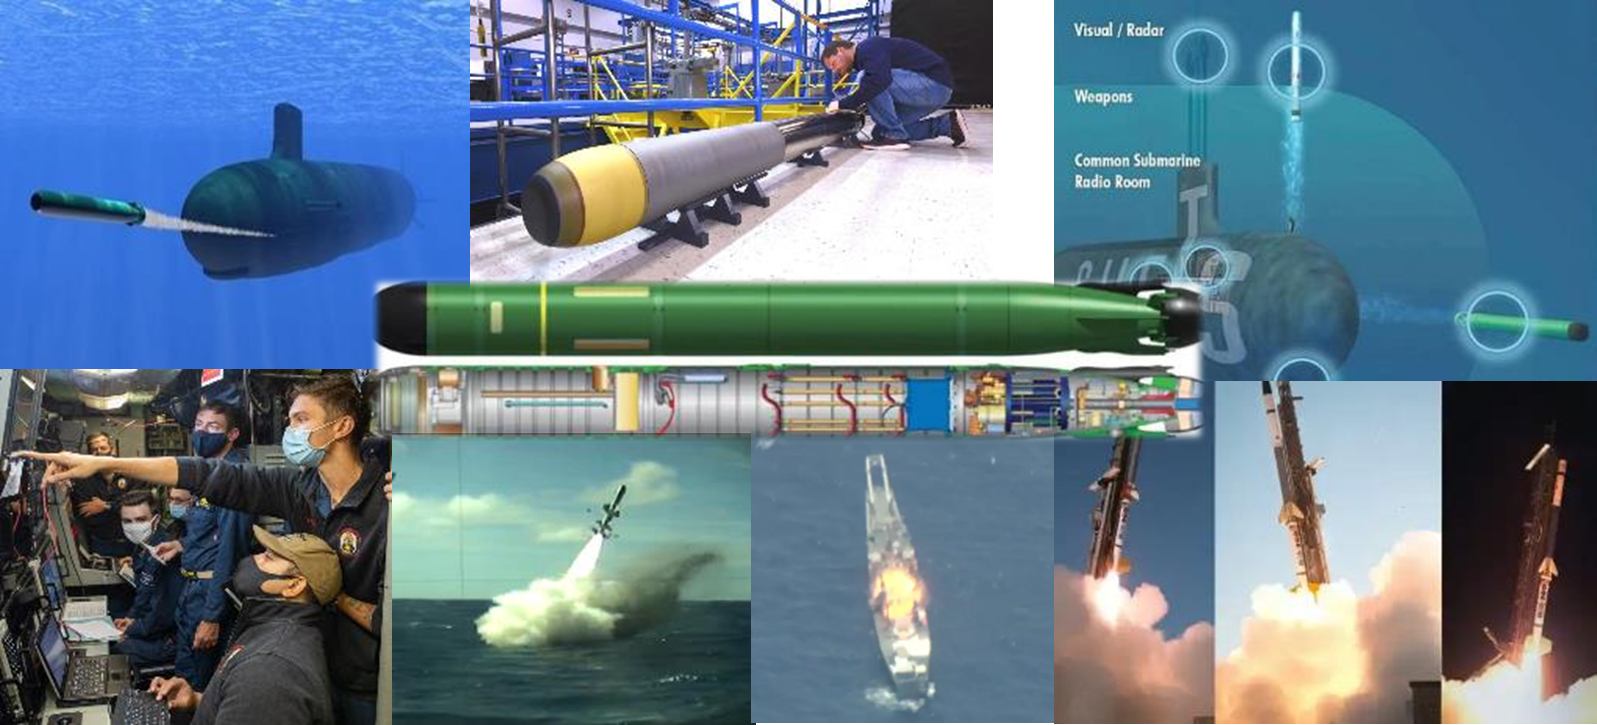 Visual / Radar
Weapons
Common Submarine
Radio Room